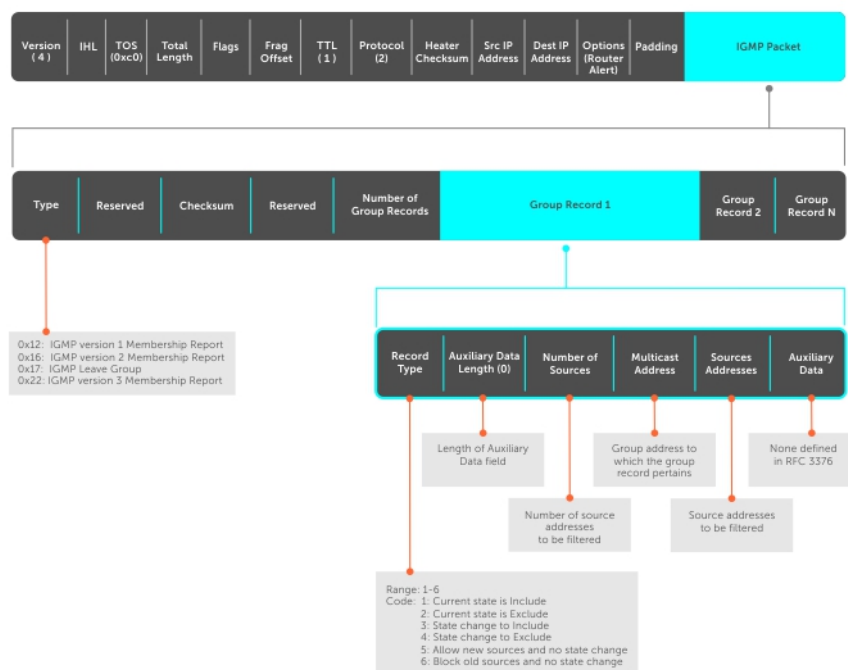 Version
( 4 )
IHL
TOS
(0xc0)
Total
Length
Flags
Frag
Offset
TTL
( 1 )
Protocol
(2)
Heater
Checksum
Src IP
Address
Dest IP
Address
Options
(Router
Alert)
Padding
IGMP Packet
Type
Reserved
Checksum
Reserved
Number of
Group Records
Group Record 1
Group
Record 2
Group
Record N
0x12: IGMP version 1 Membership Report
0x16: IGMP version 2 Membership Report
0x17: IGMP Leave Group
0x22: IGMP version 3 Membership Report
Record
Type
Auxiliary Data
Length (0)
Number of
Sources
Multicast
Address
Sources
Addresses
Auxiliary
Data
Length of Auxiliary
Data field
Group address to
which the group
record pertains
None defined
in RFC 3376
Number of source
addresses
to be filtered
Source addresses
to be filtered
Range: 1-6
Code: 1: Current state is Include
2: Current state is Exclude
3: State change to Include
4: State change to Exclude
5: Allow new sources and no state change
6: Block old sources and no state change